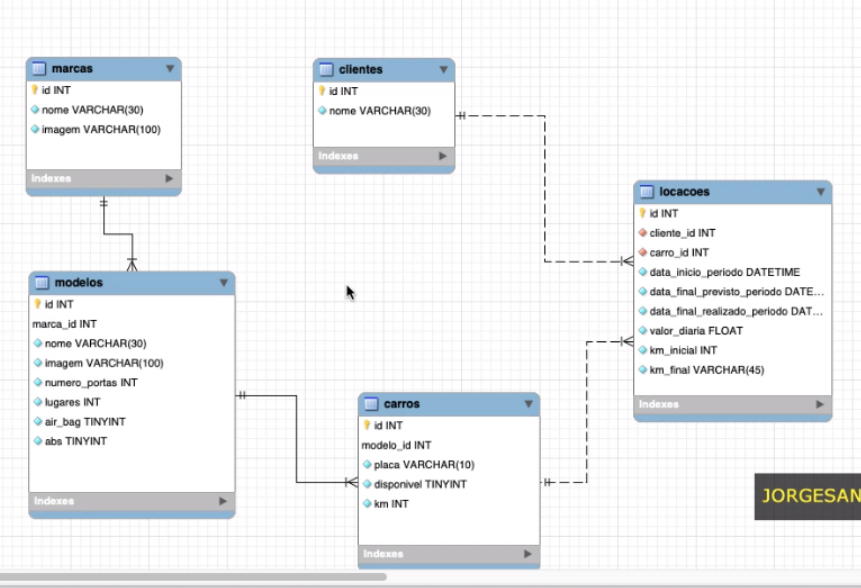 marcas
id INT
nome VARCHAR(30)
imagem VARCHAR(100)
Indexes
clientes
id INT
nome VARCHAR(30)
Indexes
locacoes
id INT
cliente_id INT
carro_id INT
data_inicio_periodo DATETIME
data_final_previsto_periodo DATE...
data_final_realizado_periodo DAT...
valor_diaria FLOAT
km_inicial INT
km_final VARCHAR(45)
Indexes
modelos
id INT
marca_id INT
nome VARCHAR(30)
imagem VARCHAR(100)
numero_portas INT
lugares INT
air_bag TINYINT
abs TINYINT
Indexes
carros
id INT
modelo_id INT
placa VARCHAR(10)
disponivel TINYINT
km INT
Indexes
JORGESAN